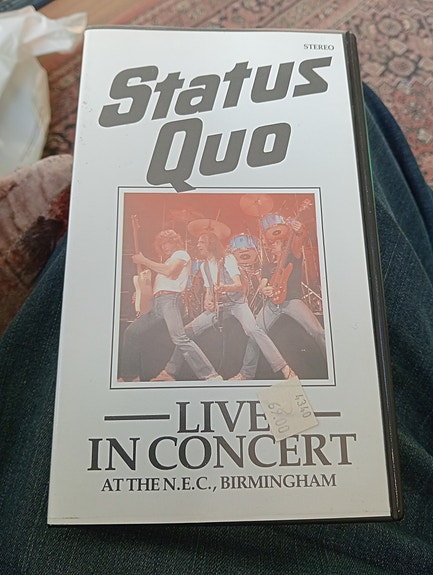 STEREO
Status
Quo
LIVE
IN CONCERT
AT THE N.E.C., BIRMINGHAM